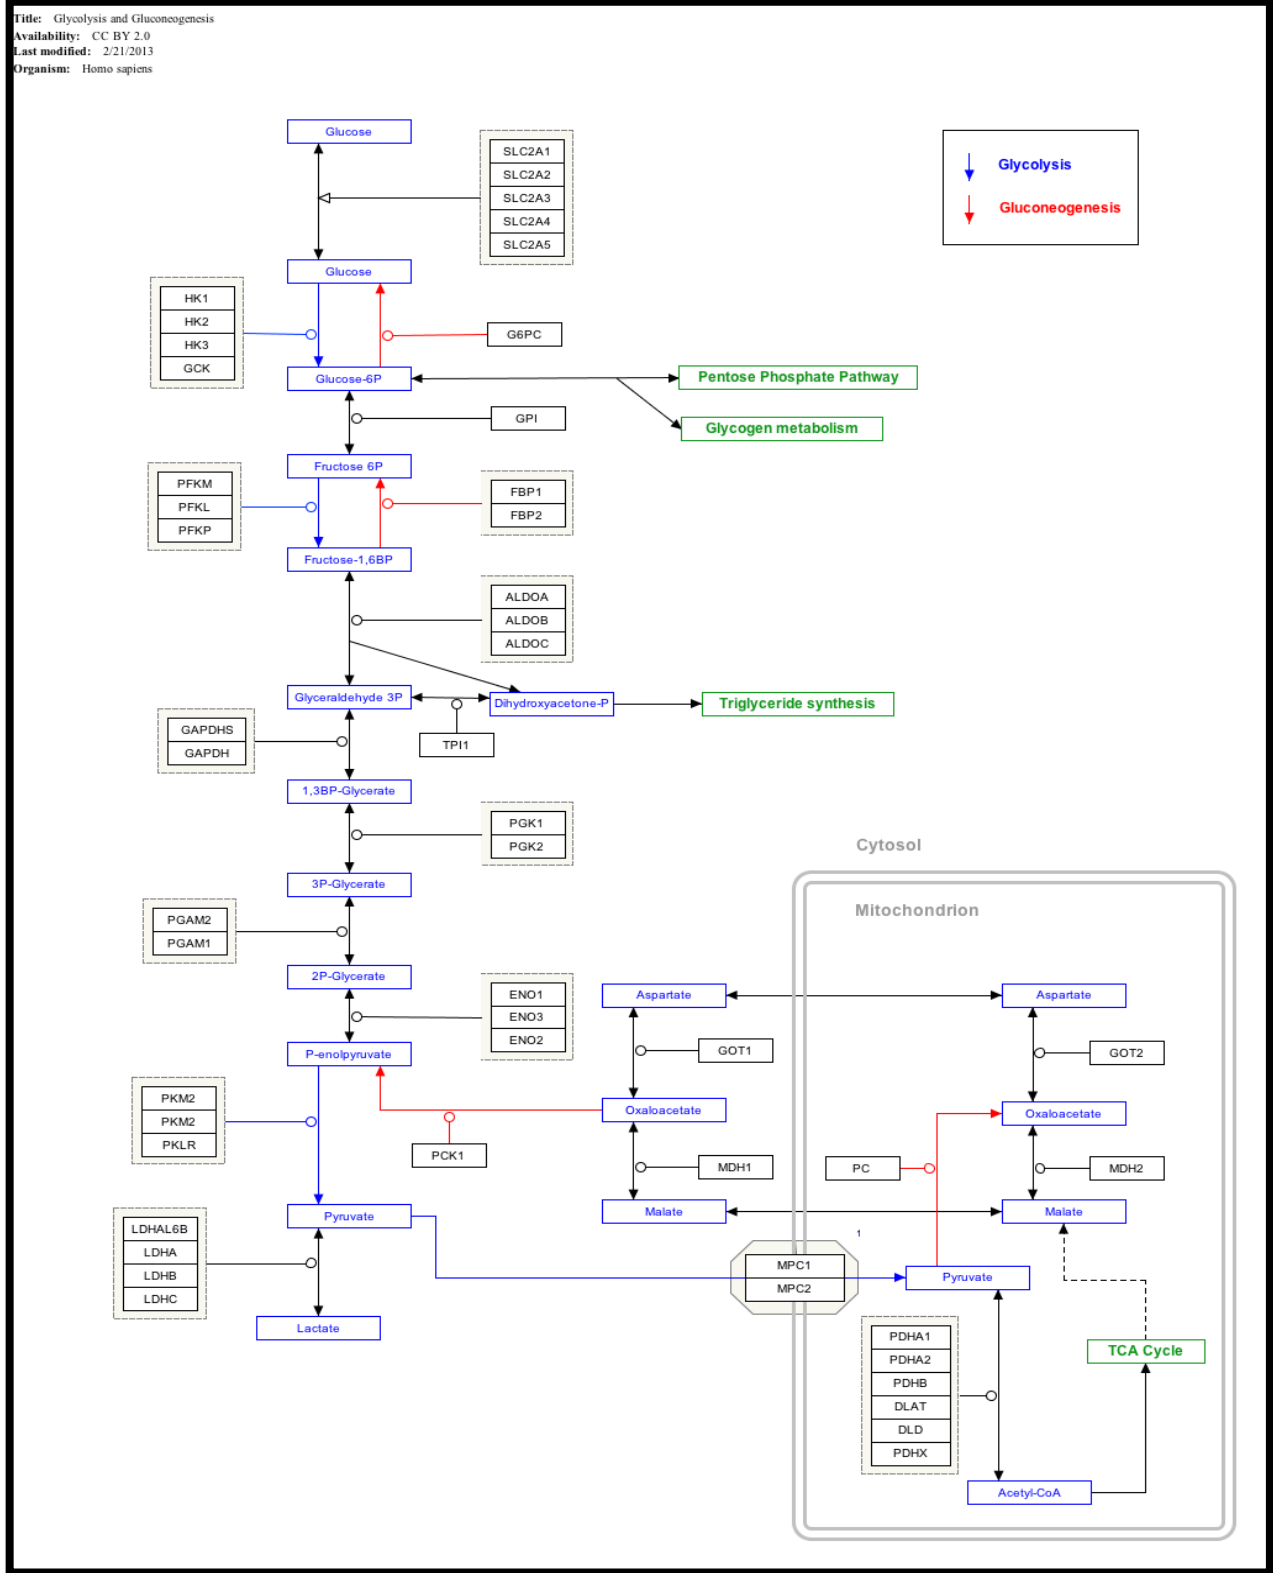 Title: Glycolysis and Gluconeogenesis
Availability: CC BY 2.0
Last modified: 2/21/2013
Organism: Homo sapiens
Glucose
SLC2A1
SLC2A2
SLC2A3
SLC2A4
SLC2A5
Glycolysis
Gluconeogenesis
Glucose
HK1
HK2
HK3
GCK
G6PC
Glucose-6P
Pentose Phosphate Pathway
GPI
Glycogen metabolism
Fructose 6P
PFKM
PFKL
PFKP
FBP1
FBP2
Fructose-1,6BP
ALDOA
ALDOB
ALDOC
Glyceraldehyde 3P
Dihydroxyacetone-P
Triglyceride synthesis
GAPDHS
GAPDH
TPI1
1,3BP-Glycerate
PGK1
PGK2
Cytosol
3P-Glycerate
Mitochondrion
PGAM2
PGAM1
2P-Glycerate
ENO1
ENO3
ENO2
Aspartate
Aspartate
P-enolpyruvate
GOT1
GOT2
PKM2
PKM2
PKLR
Oxaloacetate
Oxaloacetate
PCK1
MDH1
PC
MDH2
Pyruvate
Malate
Malate
LDHAL6B
LDHA
LDHB
LDHC
1
MPC1
MPC2
Pyruvate
Lactate
PDHA1
PDHA2
PDHB
DLAT
DLD
PDHX
TCA Cycle
Acetyl-CoA